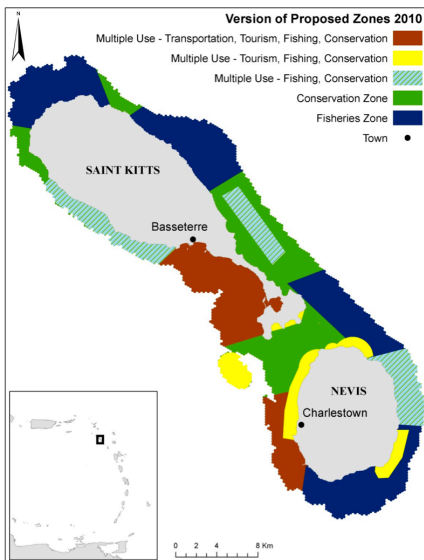 Version of Proposed Zones 2010
Multiple Use - Transportation, Tourism, Fishing, Conservation
Multiple Use - Tourism, Fishing, Conservation
Multiple Use - Fishing, Conservation
Conservation Zone
Fisheries Zone
Town
N
SAINT KITTS
Basseterre
NEVIS
Charlestown
0 2 4 8 Km